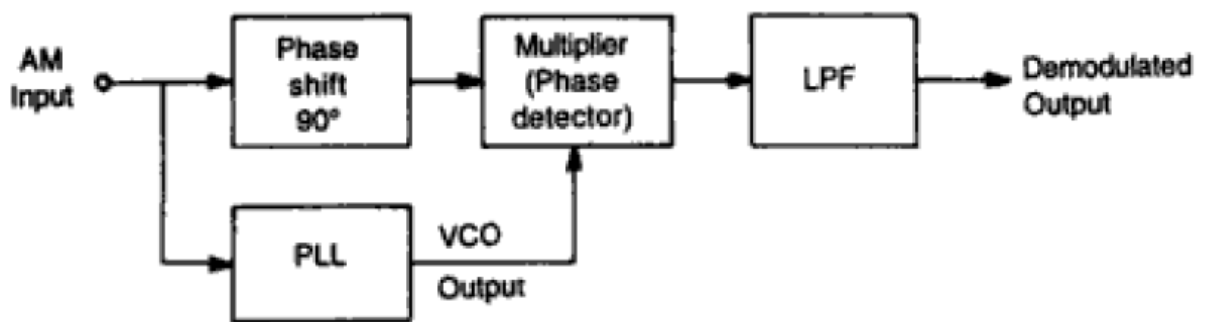 AM
Input
Phase
shift
90°
Multiplier
(Phase
detector)
LPF
Demodulated
Output
PLL
VCO
Output